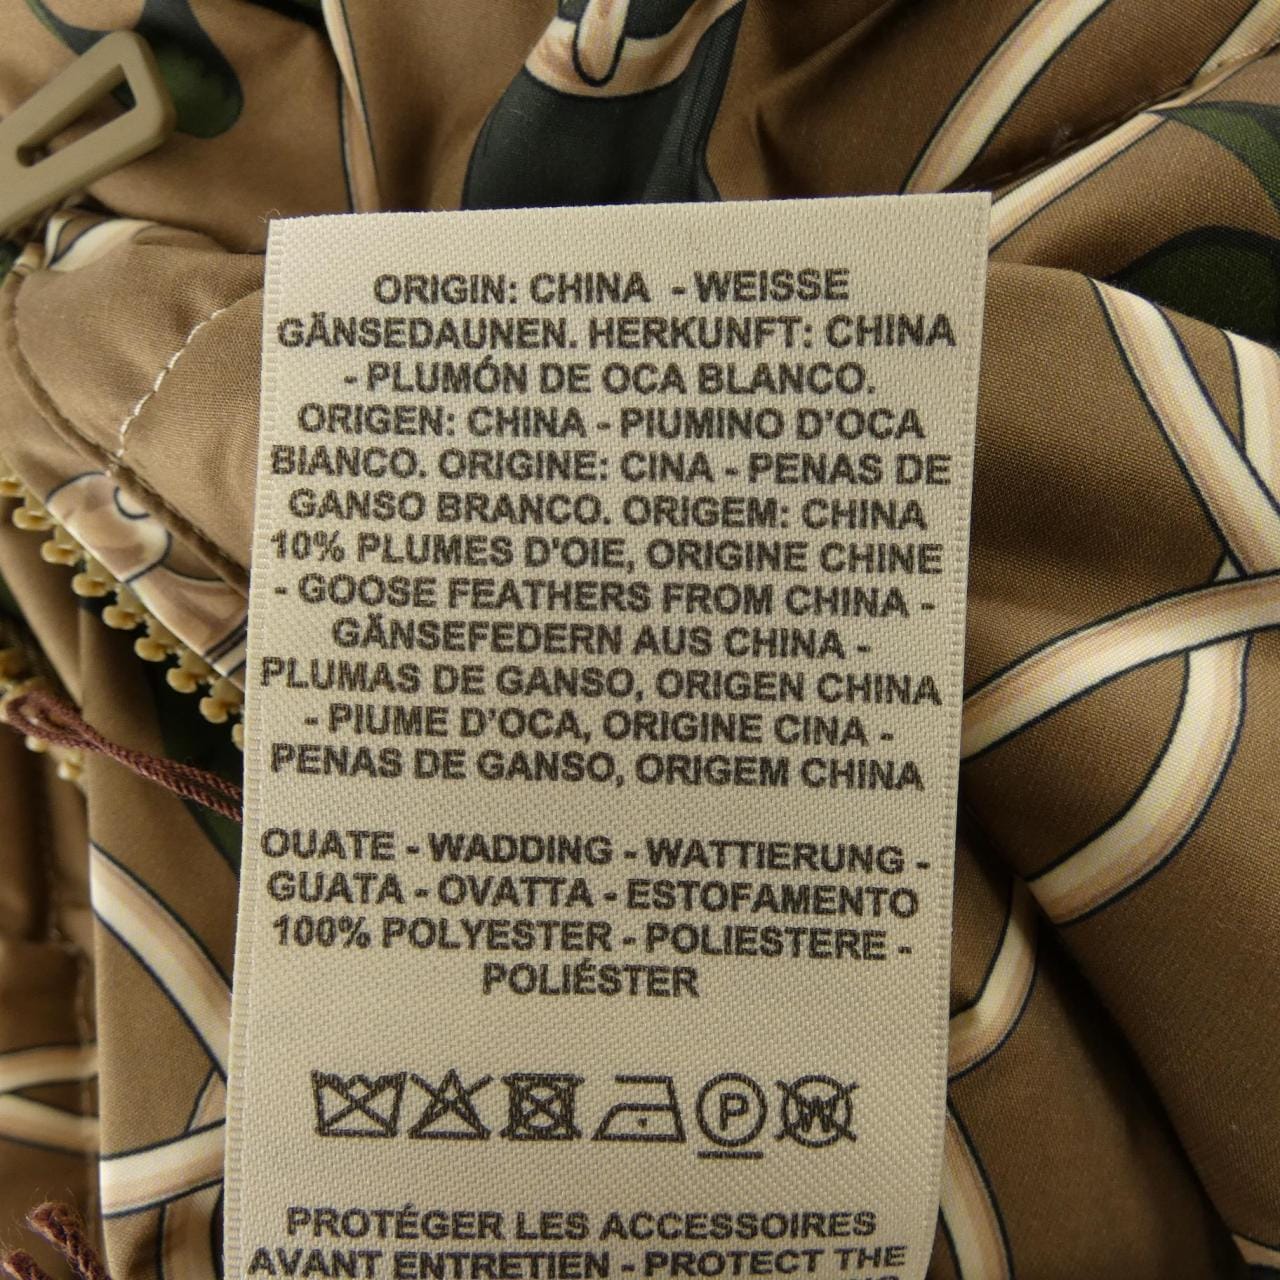 ORIGIN: CHINA - WEISSE
GÄNSEDAUNEN. HERKUNFT: CHINA
- PLUMÓN DE OCA BLANCO.
ORIGEN: CHINA - PIUMINO D'OCA
BIANCO. ORIGINE: CINA - PENAS DE
GANSO BRANCO. ORIGEM: CHINA
10% PLUMES D'OIE, ORIGINE CHINE
- GOOSE FEATHERS FROM CHINA -
GÄNSEFEDERN AUS CHINA -
PLUMAS DE GANSO, ORIGEN CHINA
- PIUME D'OCA, ORIGINE CINA -
PENAS DE GANSO, ORIGEM CHINA
OUATE - WADDING - WATTIERUNG -
GUATA - OVATTA - ESTOFAMENTO
100% POLYESTER - POLIESTERE -
POLIÉSTER
P W
PROTÉGER LES ACCESSOIRES
AVANT ENTRETIEN - PROTECT THE